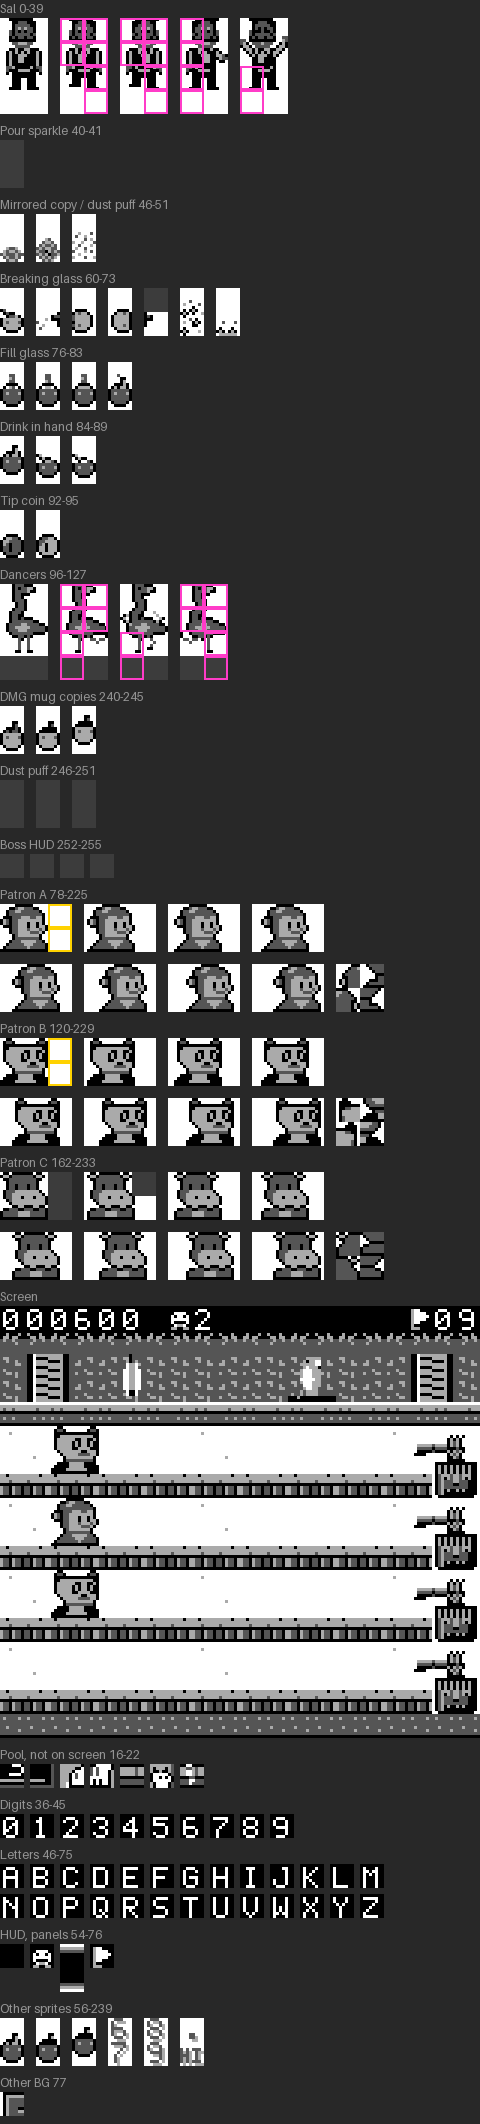 Sal 0-39
Pour sparkle 40-41
Mirrored copy / dust puff 46-51
Breaking glass 60-73
Fill glass 76-83
Drink in hand 84-89
Tip coin 92-95
Dancers 96-127
DMG mug copies 240-245
Dust puff 246-251
Boss HUD 252-255
Patron A 78-225
Patron B 120-229
Patron C 162-233
Screen
000600 2 09
Pool, not on screen 16-22
Digits 36-45
0 1 2 3 4 5 6 7 8 9
Letters 46-75
A B C D E F G H I J K L M
N O P Q R S T U V W X Y Z
HUD, panels 54-76
Other sprites 56-239
Other BG 77